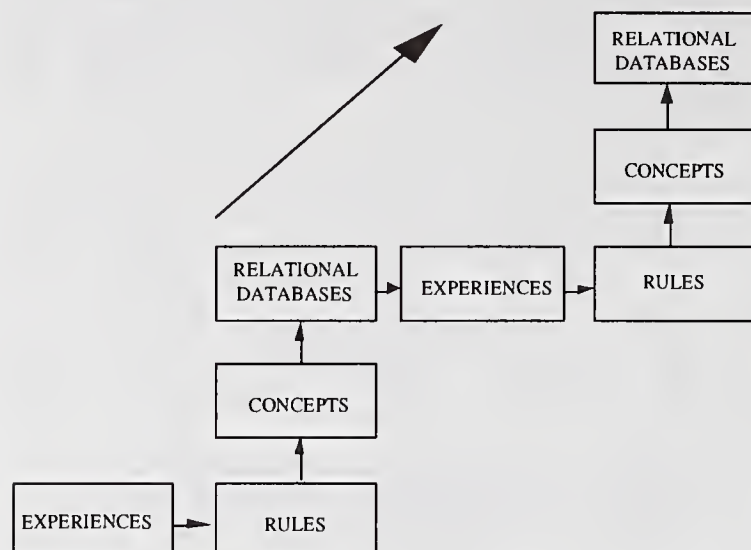 RELATIONAL
DATABASES
CONCEPTS
RELATIONAL
DATABASES
EXPERIENCES
RULES
CONCEPTS
EXPERIENCES
RULES